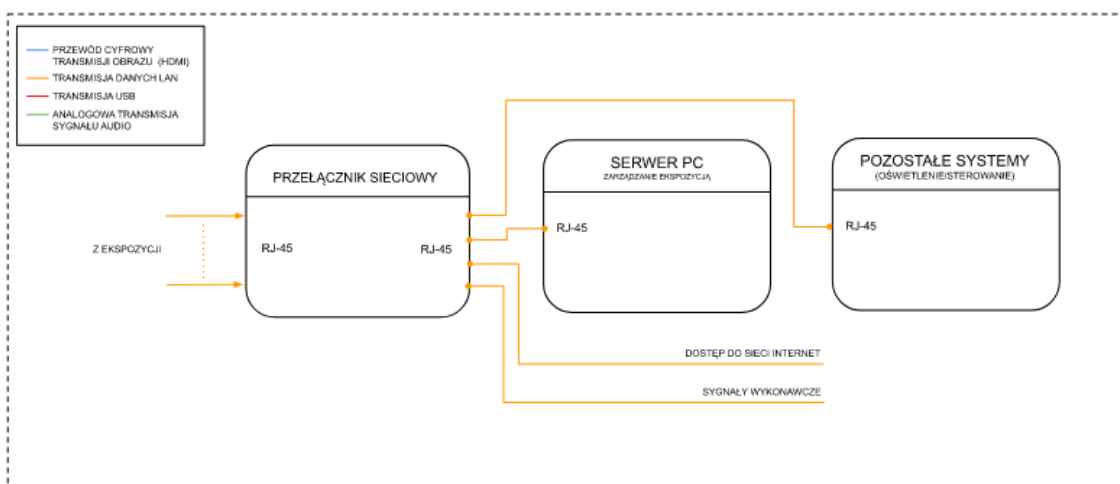 PRZEWÓD CYFROWY
TRANSMISJI OBRAZU (HDMI)
TRANSMISJA DANYCH LAN
TRANSMISJA USB
ANALOGOWA TRANSMISJA
SYGNAŁU AUDIO
PRZEŁĄCZNIK SIECIOWY
SERWER PC
ZARZĄDZANIE EKSPOZYCJĄ
POZOSTAŁE SYSTEMY
(OŚWIETLENIE/STEROWANIE)
Z EKSPOZYCJI
RJ-45
RJ-45
RJ-45
RJ-45
DOSTĘP DO SIECI INTERNET
SYGNAŁY WYKONAWCZE